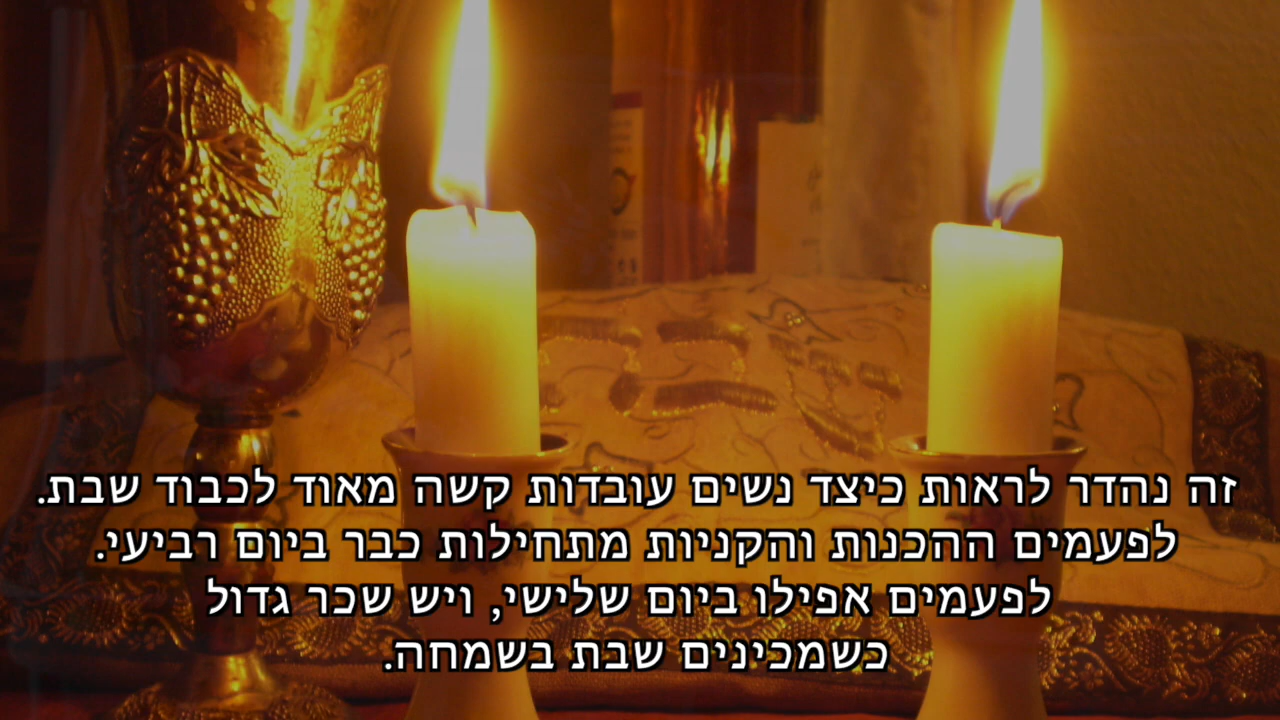 זה נהדר לראות כיצד נשים עובדות קשה מאוד לכבוד שבת.
לפעמים ההכנות והקניות מתחילות כבר ביום רביעי.
לפעמים אפילו ביום שלישי, ויש שכר גדול
כשמכינים שבת בשמחה.